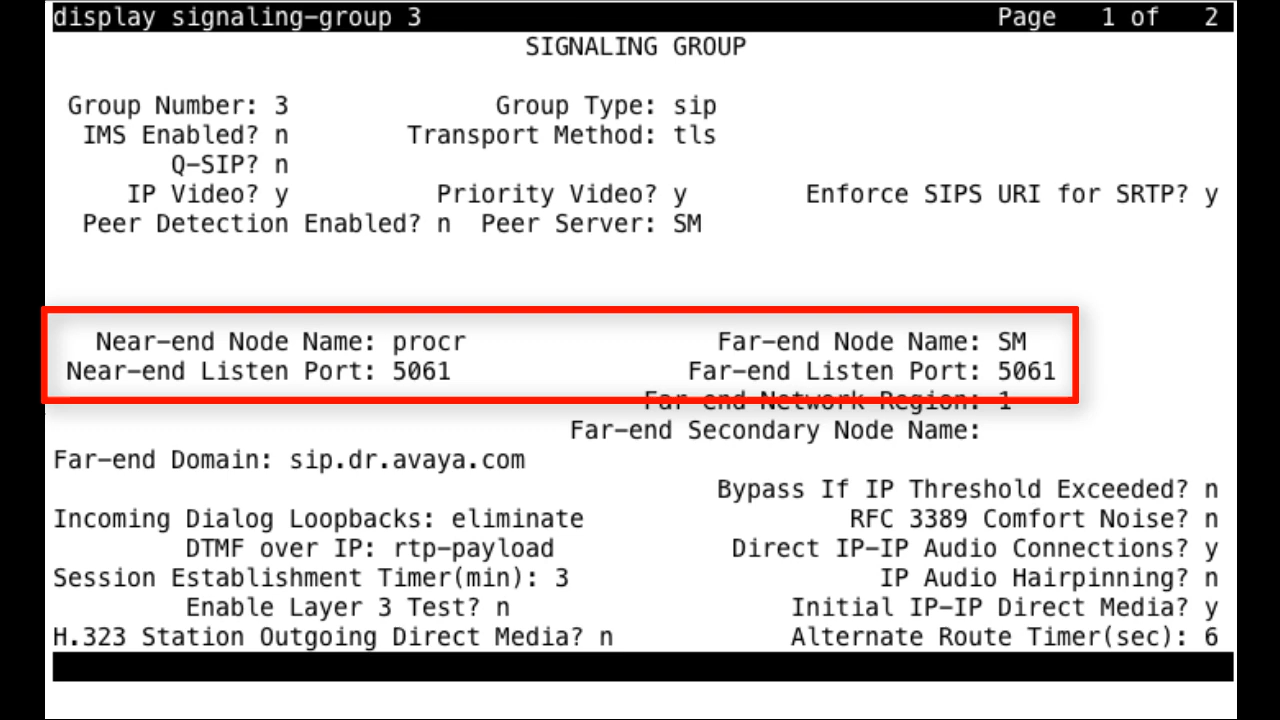 display signaling-group 3 Page 1 of 2
SIGNALING GROUP
Group Number: 3 Group Type: sip
IMS Enabled? n Transport Method: tls
Q-SIP? n
IP Video? y Priority Video? y Enforce SIPS URI for SRTP? y
Peer Detection Enabled? n Peer Server: SM
Near-end Node Name: procr Far-end Node Name: SM
Near-end Listen Port: 5061 Far-end Listen Port: 5061
Far-end Network Region: 1
Far-end Secondary Node Name:
Far-end Domain: sip.dr.avaya.com
Bypass If IP Threshold Exceeded? n
Incoming Dialog Loopbacks: eliminate RFC 3389 Comfort Noise? n
DTMF over IP: rtp-payload Direct IP-IP Audio Connections? y
Session Establishment Timer(min): 3 IP Audio Hairpinning? n
Enable Layer 3 Test? n Initial IP-IP Direct Media? y
H.323 Station Outgoing Direct Media? n Alternate Route Timer(sec): 6